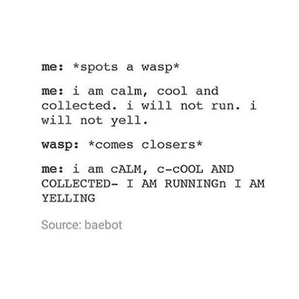 me: *spots a wasp*
me: i am calm, cool and
collected. i will not run. i
will not yell.
wasp: *comes closers*
me: i am cALM, c-cOOL AND
COLLECTED- I AM RUNNINGn I AM
YELLING
Source: baebot